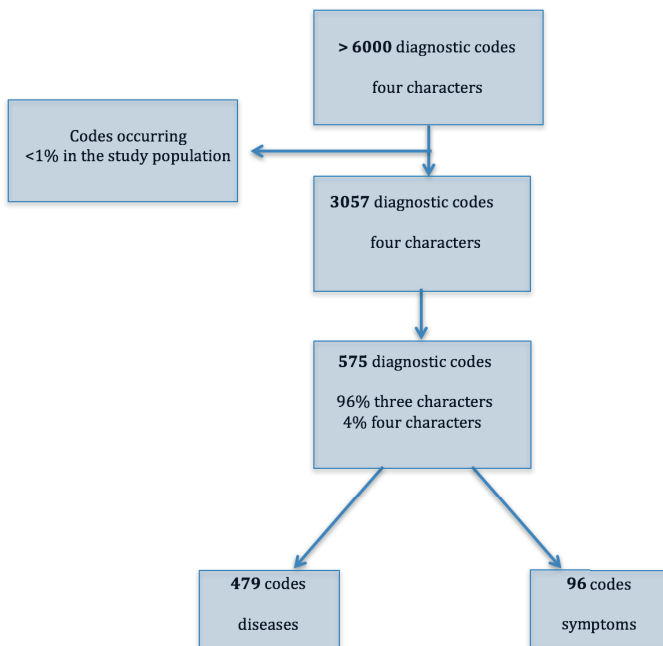 > 6000 diagnostic codes
four characters
Codes occurring
<1% in the study population
3057 diagnostic codes
four characters
575 diagnostic codes
96% three characters
4% four characters
479 codes
diseases
96 codes
symptoms